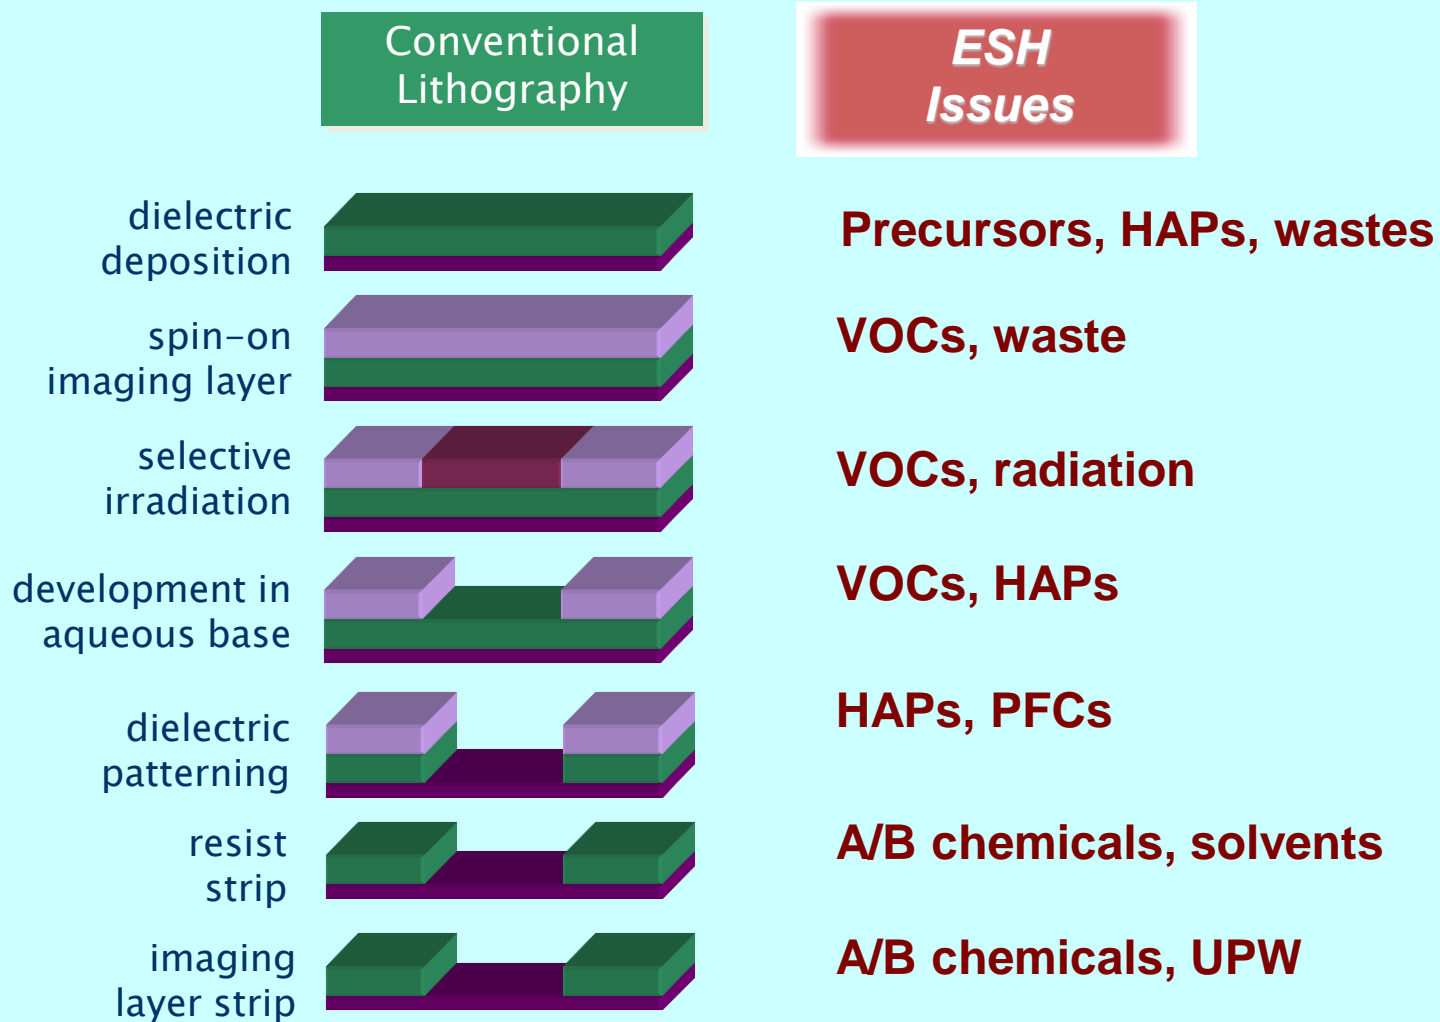 Conventional
Lithography
ESH
Issues
dielectric
deposition
Precursors, HAPs, wastes
spin-on
imaging layer
VOCs, waste
selective
irradiation
VOCs, radiation
development in
aqueous base
VOCs, HAPs
dielectric
patterning
HAPs, PFCs
resist
strip
A/B chemicals, solvents
imaging
layer strip
A/B chemicals, UPW